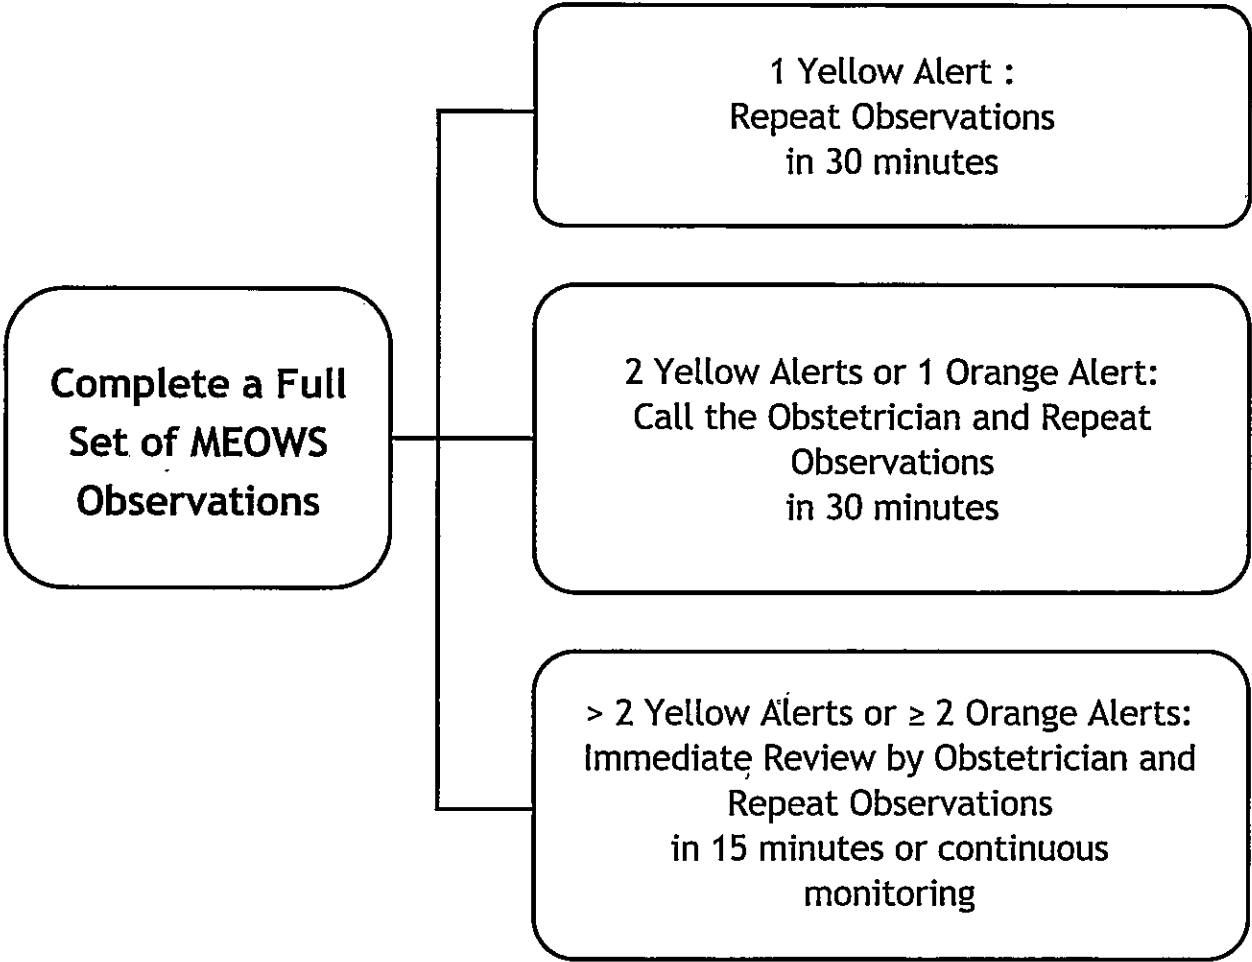 Complete a Full
Set of MEOWS
Observations
1 Yellow Alert :
Repeat Observations
in 30 minutes
2 Yellow Alerts or 1 Orange Alert:
Call the Obstetrician and Repeat
Observations
in 30 minutes
> 2 Yellow Alerts or ≥ 2 Orange Alerts:
Immediate Review by Obstetrician and
Repeat Observations
in 15 minutes or continuous
monitoring